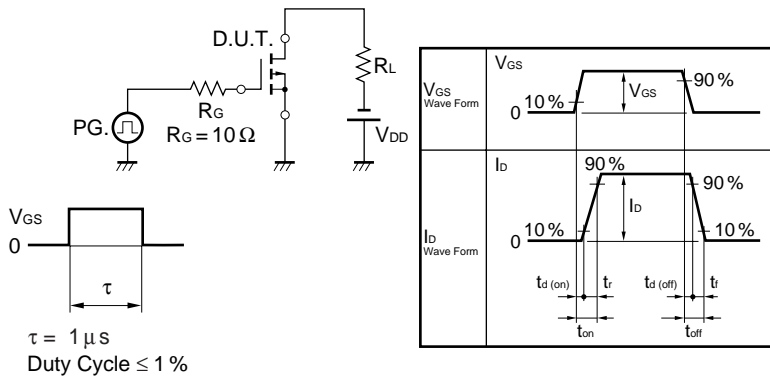 D.U.T.
RL
RG
PG.
RG = 10 Ω
VDD
VGS
0
τ
τ = 1 μs
Duty Cycle ≤ 1 %
VGS
Wave Form
VGS
VGS
10 %
90 %
0
ID
Wave Form
ID
90 %
90 %
ID
10 %
10 %
0
td (on)
tr
td (off)
tf
ton
toff